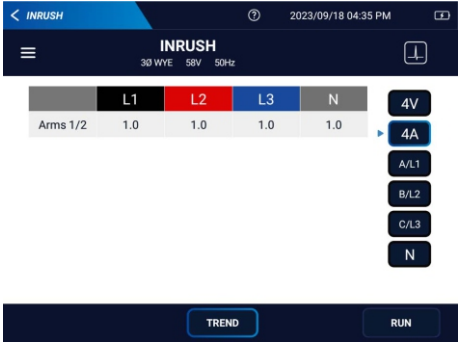 INRUSH
2023/09/18 04:35 PM
INRUSH
3Ø WYE 58V 50Hz
L1 L2 L3 N
Arms 1/2 1.0 1.0 1.0 1.0
4V
4A
A/L1
B/L2
C/L3
N
TREND RUN